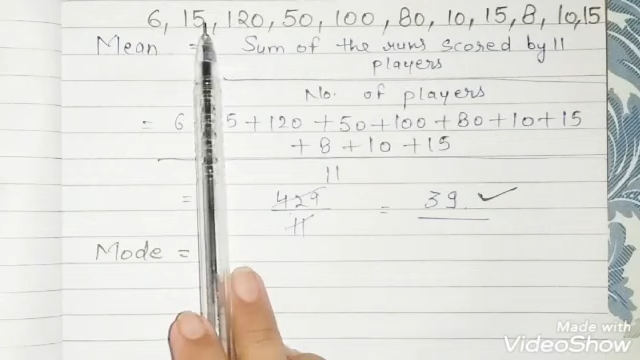 6, 15, 120, 50, 100, 80, 10, 15, 8, 10, 15
Mean = Sum of the runs scored by 11
players
No. of players
= 6 5 + 120 + 50 + 100 + 80 + 10 + 15
+ 8 + 10 + 15
11
= 429 = 39 ✓
11
Mode =
Made with
VideoShow